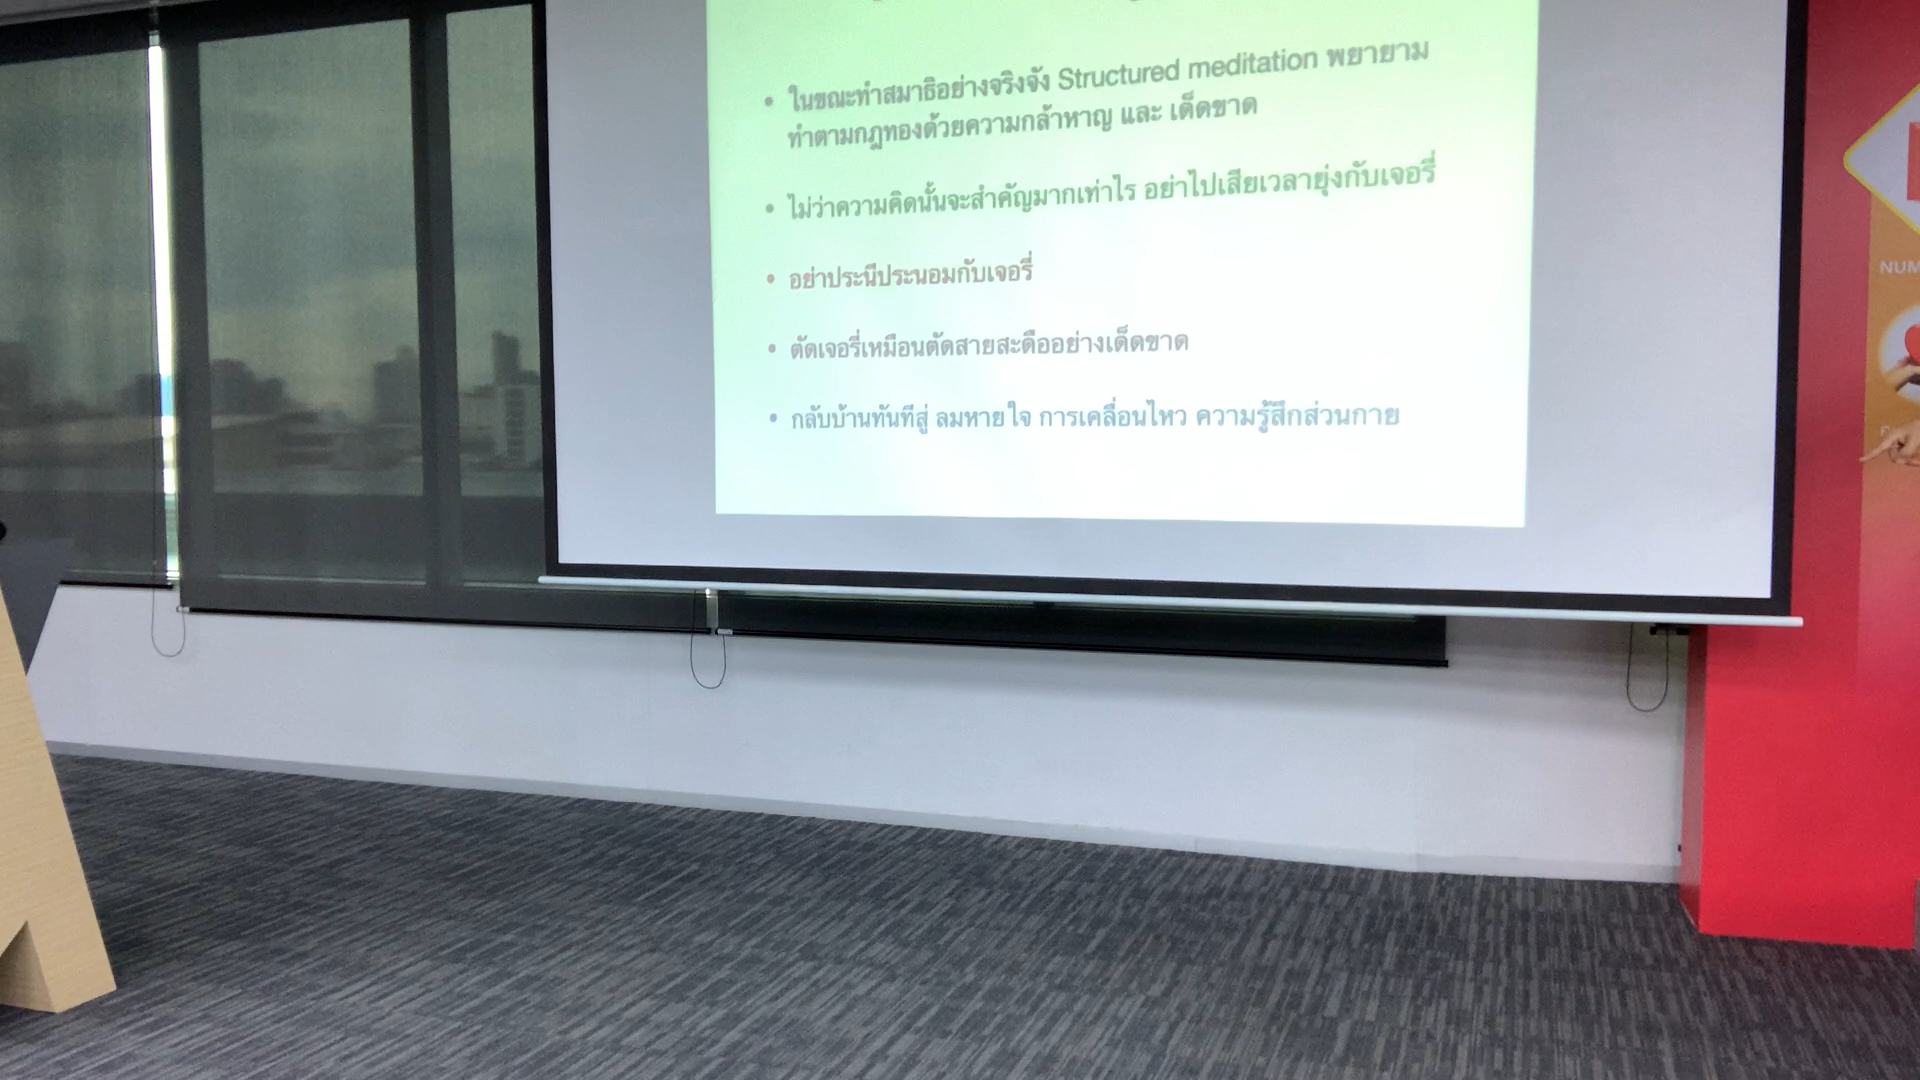 • ในขณะทำสมาธิอย่างจริงจัง Structured meditation พยายาม
ทำตามกฎทองด้วยความกล้าหาญ และ เด็ดขาด
• ไม่ว่าความคิดนั้นจะสำคัญมากเท่าไร อย่าไปเสียเวลายุ่งกับเจอรี่
• อย่าประนีประนอมกับเจอรี่
• ตัดเจอรี่เหมือนตัดสายสะดืออย่างเด็ดขาด
• กลับบ้านทันทีสู่ ลมหายใจ การเคลื่อนไหว ความรู้สึกส่วนกาย
NUM